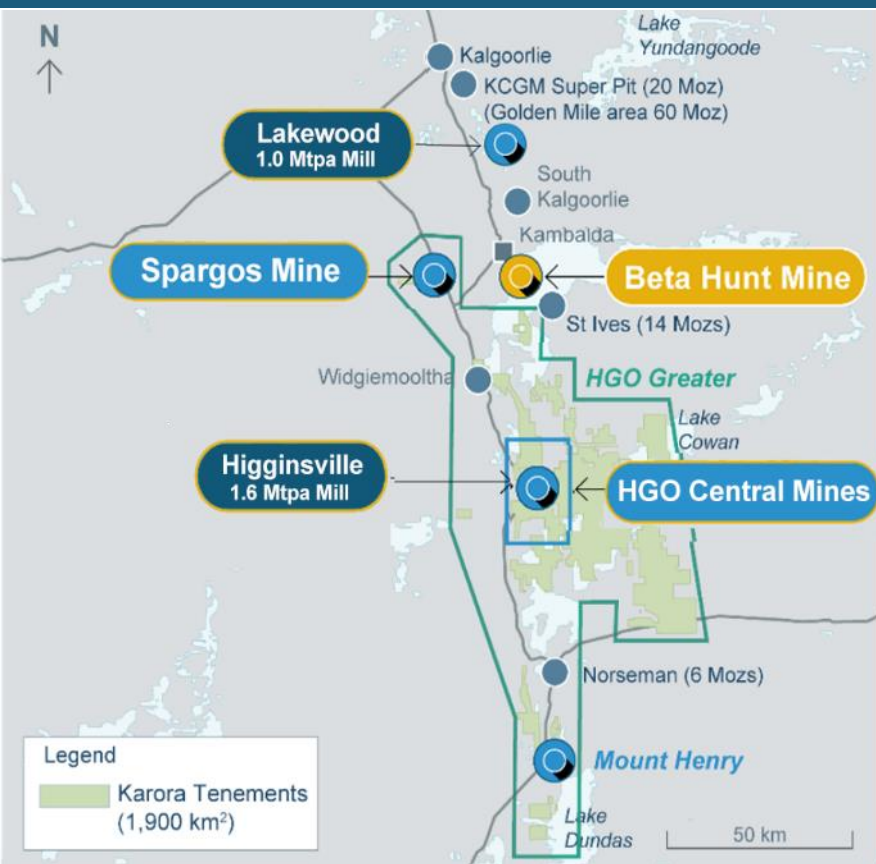 N
Lake
Yundangoode
Kalgoorlie
KCGM Super Pit (20 Moz)
(Golden Mile area 60 Moz)
Lakewood
1.0 Mtpa Mill
South
Kalgoorlie
Kambalda
Spargos Mine
Beta Hunt Mine
St Ives (14 Mozs)
Widgiemooltha
HGO Greater
Lake
Cowan
Higginsville
1.6 Mtpa Mill
HGO Central Mines
Norseman (6 Mozs)
Mount Henry
Legend
Karora Tenements
(1,900 km²)
Lake
Dundas
50 km